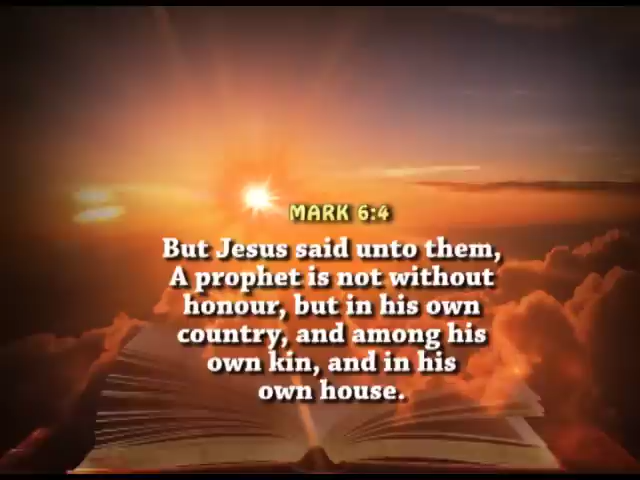 MARK 6:4
But Jesus said unto them,
A prophet is not without
honour, but in his own
country, and among his
own kin, and in his
own house.